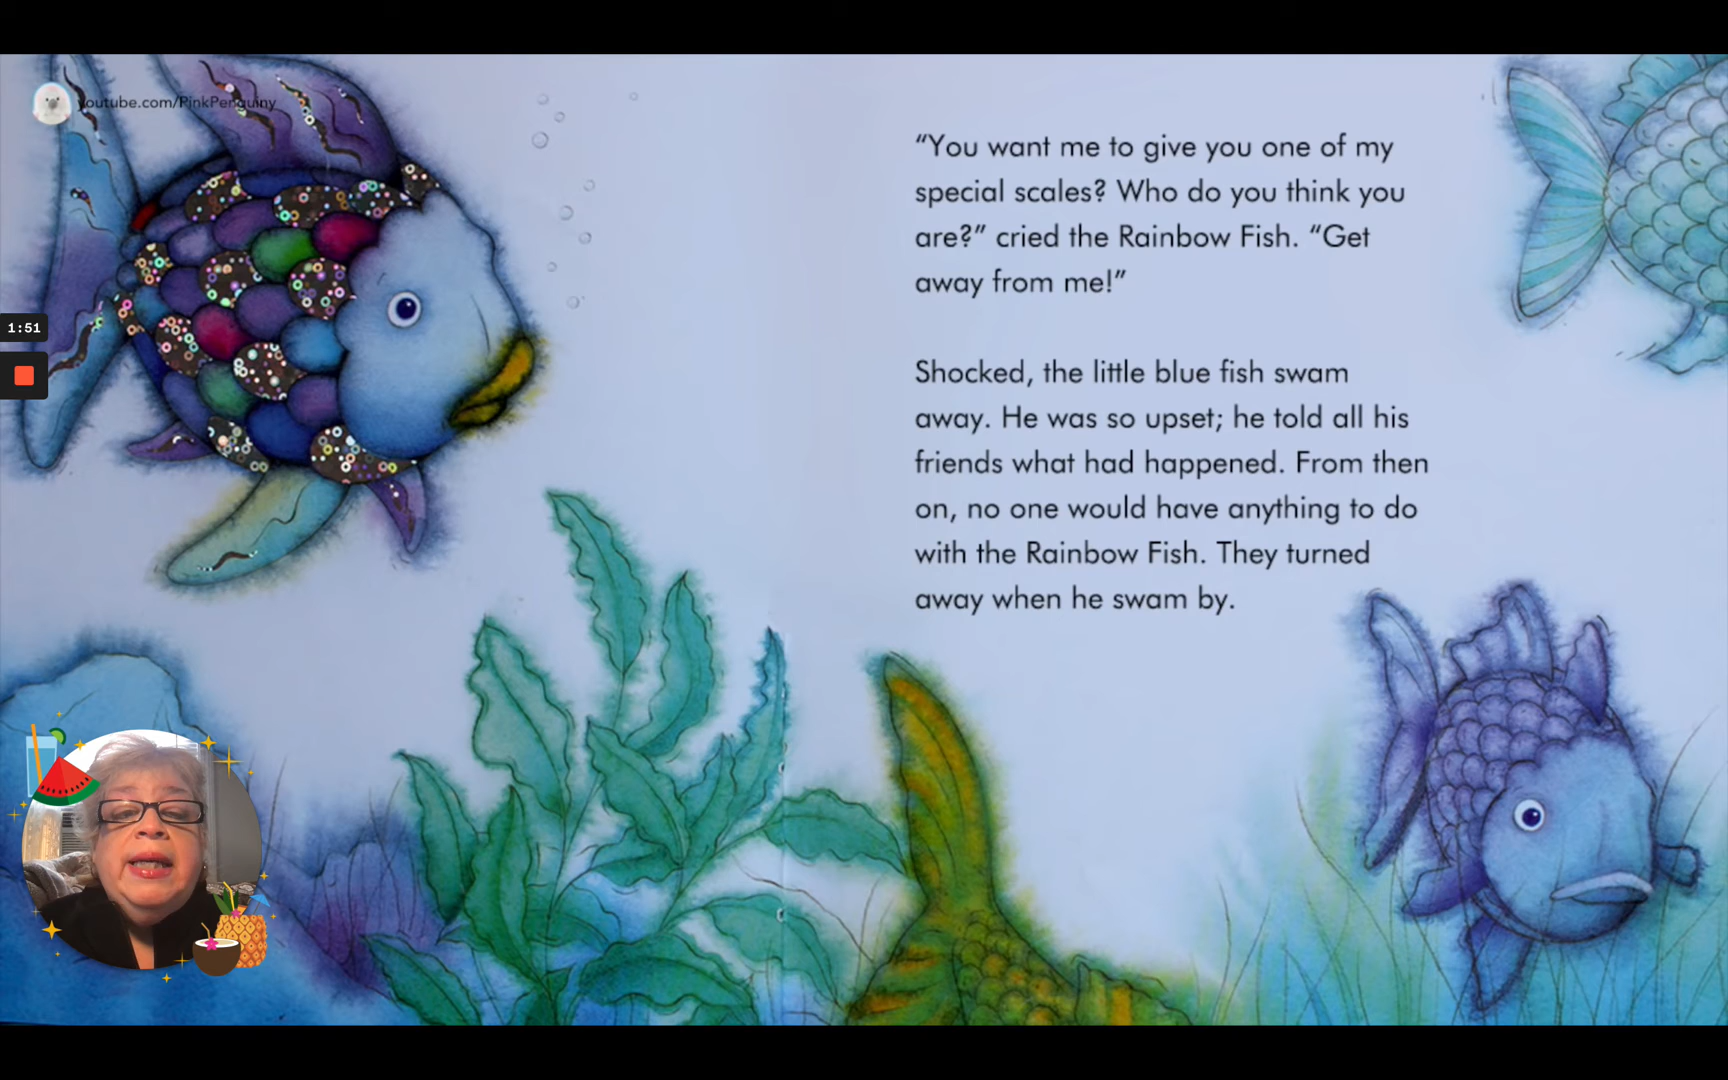 youtube.com/PinkPenguiny
“You want me to give you one of my
special scales? Who do you think you
are?” cried the Rainbow Fish. “Get
away from me!”
Shocked, the little blue fish swam
away. He was so upset; he told all his
friends what had happened. From then
on, no one would have anything to do
with the Rainbow Fish. They turned
away when he swam by.
1:51